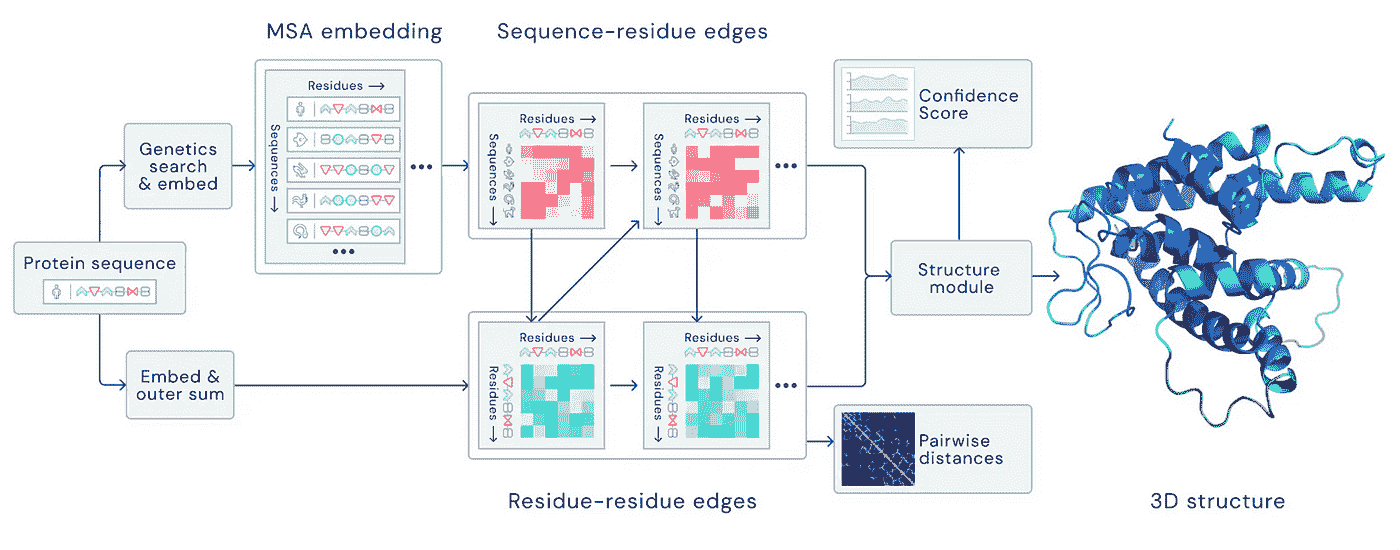 MSA embedding
Sequence-residue edges
Residues
Sequences
Genetics
search
& embed
Protein sequence
Embed &
outer sum
Residues
Sequences
Residues
Sequences
Residues
Residues
Residues
Residues
Confidence
Score
Structure
module
Pairwise
distances
Residue-residue edges
3D structure